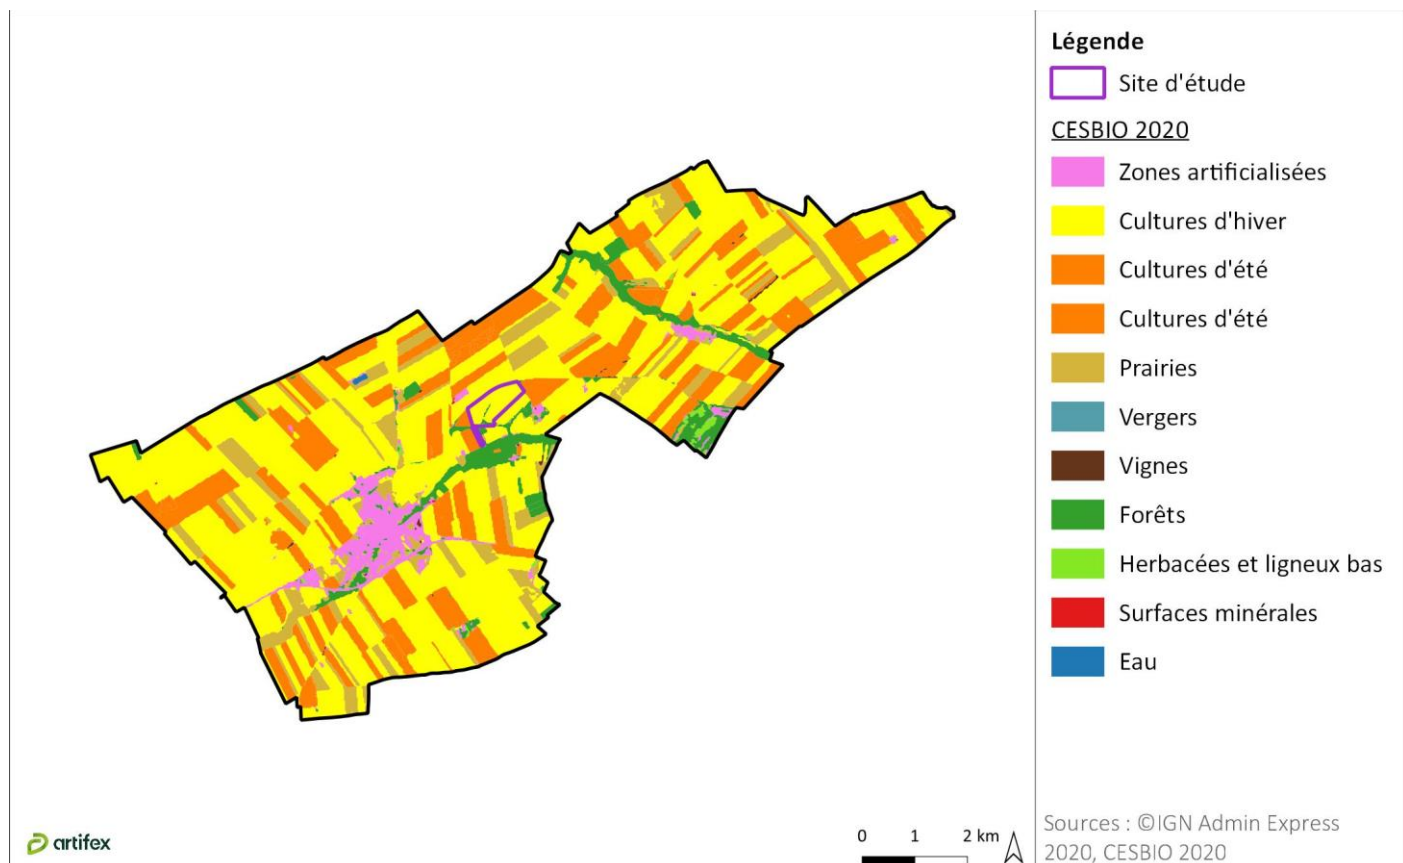 Légende
Site d'étude
CESBIO 2020
Zones artificialisées
Cultures d'hiver
Cultures d'été
Cultures d'été
Prairies
Vergers
Vignes
Forêts
Herbacées et ligneux bas
Surfaces minérales
Eau
artifex
0 1 2 km
Sources : ©IGN Admin Express
2020, CESBIO 2020